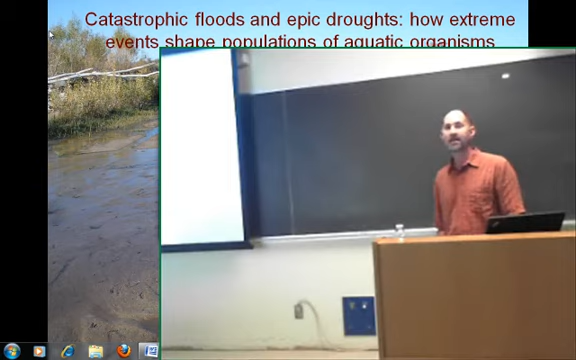 Catastrophic floods and epic droughts: how extreme
events shape populations of aquatic organisms